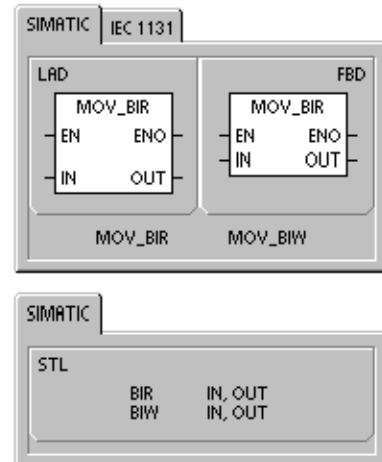 SIMATIC IEC 1131
LAD FBD
MOV_BIR MOV_BIR
EN ENO EN ENO
IN OUT IN OUT
MOV_BIR MOV_BIW
SIMATIC
STL
BIR IN, OUT
BIW IN, OUT